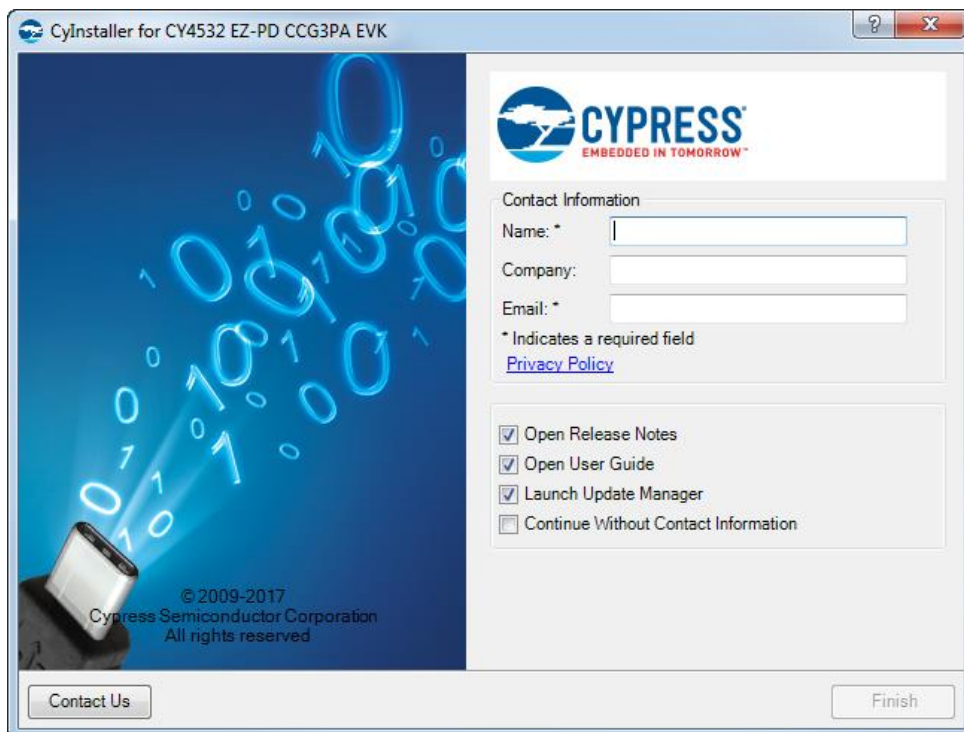 CyInstaller for CY4532 EZ-PD CCG3PA EVK
CYPRESS®
EMBEDDED IN TOMORROW™
Contact Information
Name: *
Company:
Email: *
* Indicates a required field
Privacy Policy
Open Release Notes
Open User Guide
Launch Update Manager
Continue Without Contact Information
© 2009-2017
Cypress Semiconductor Corporation
All rights reserved
Contact Us
Finish